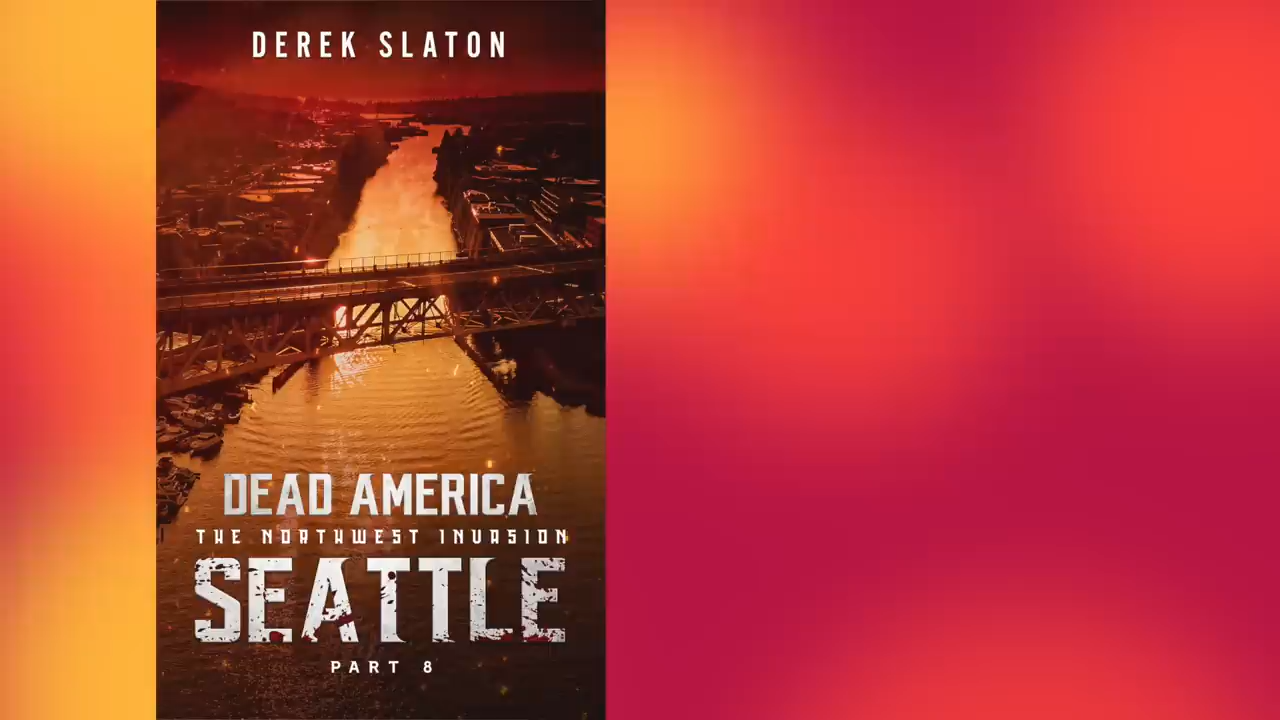 DEREK SLATON
DEAD AMERICA
THE NORTHWEST INVASION
SEATTLE
PART 8